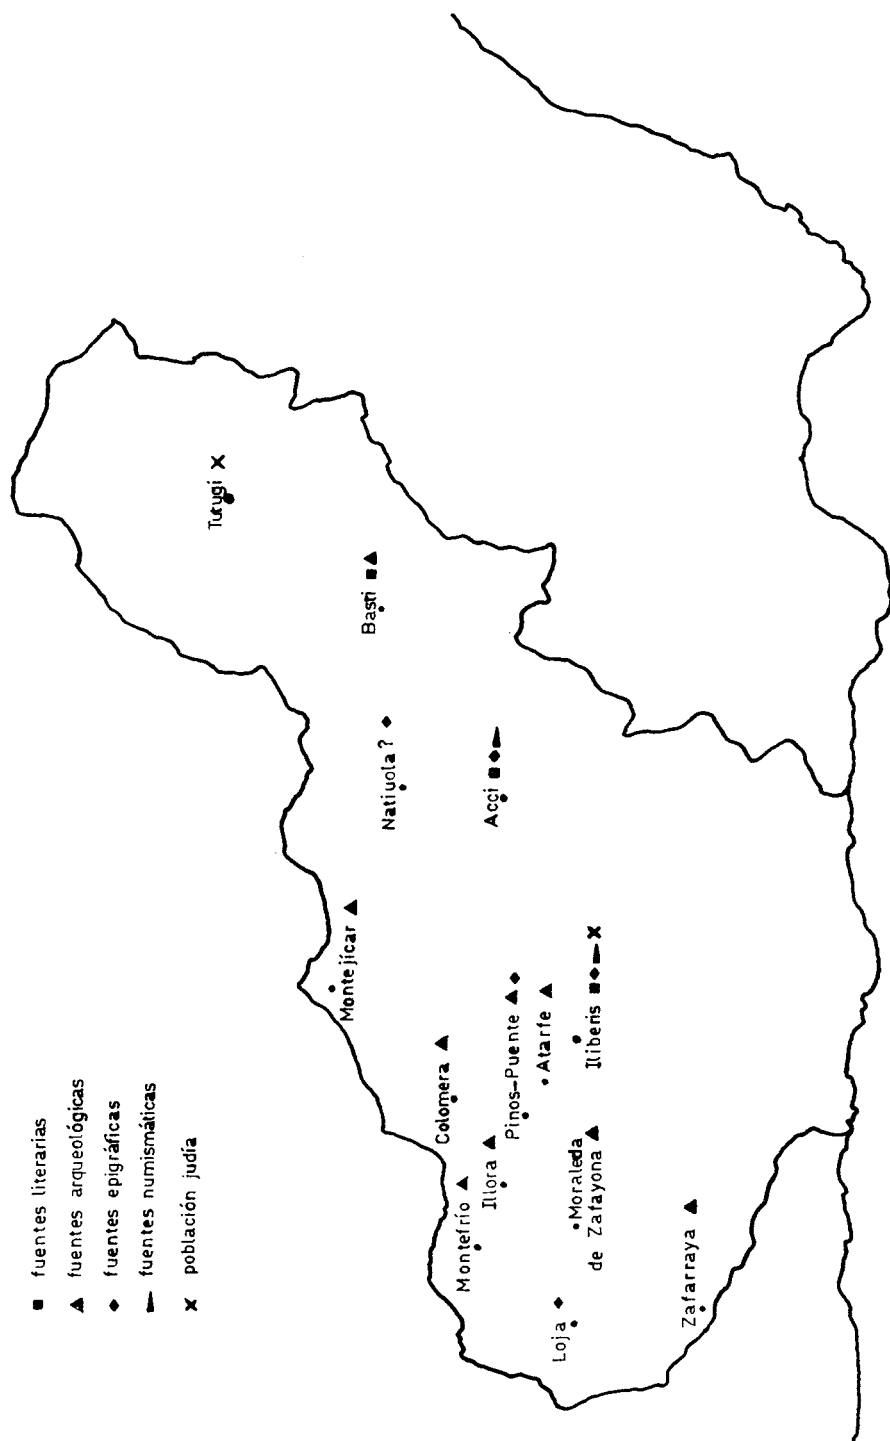 fuentes literarias
fuentes arqueológicas
fuentes epigráficas
fuentes numismáticas
población judía
Tutugi
Basti
Natiuola?
Acci
Montejícar
Colomera
Pinos-Puente
Atarfe
Iliberis
Montefrío
Illora
Moraleda
de Zafayona
Loja
Zafarraya